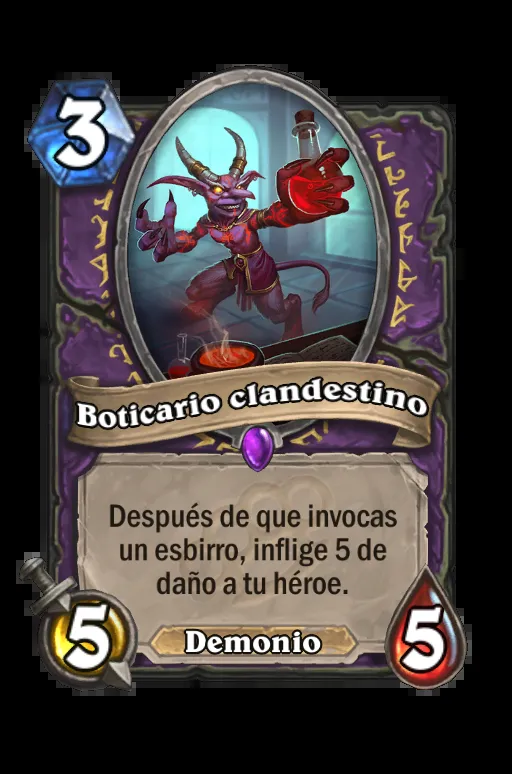 3
Boticario clandestino
Después de que invocas
un esbirro, inflige 5 de
daño a tu héroe.
5
Demonio
5